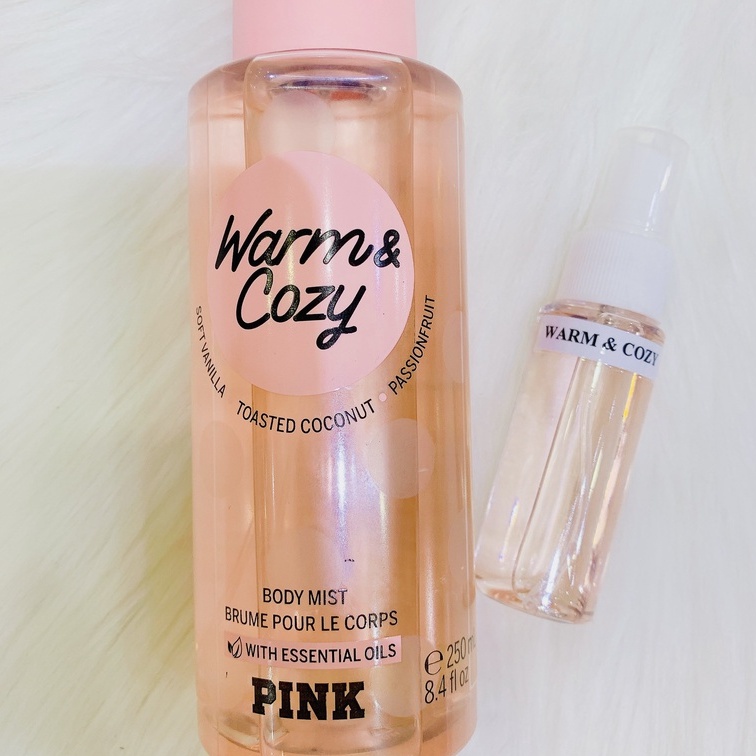 Warm &
Cozy
SOFT VANILLA TOASTED COCONUT • PASSIONFRUIT
BODY MIST
BRUME POUR LE CORPS
WITH ESSENTIAL OILS
PINK
e 250 m
8.4 fl oz
WARM & COZY